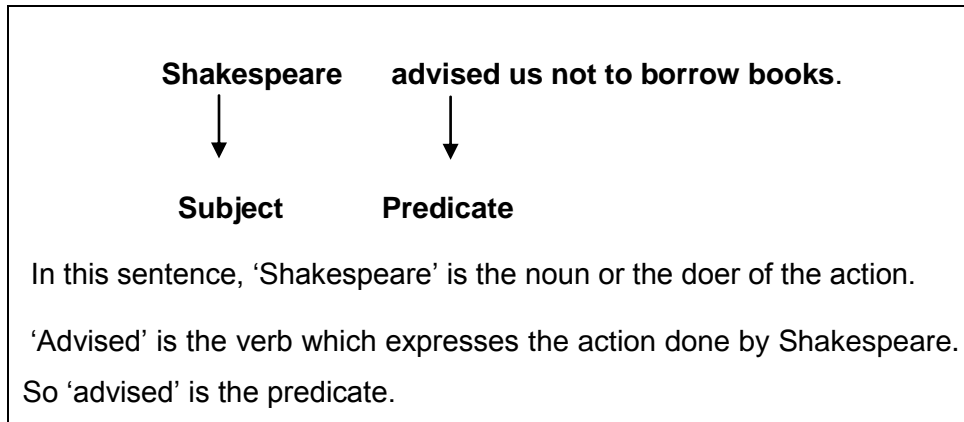 Shakespeare advised us not to borrow books.
Subject Predicate
In this sentence, ‘Shakespeare’ is the noun or the doer of the action.
‘Advised’ is the verb which expresses the action done by Shakespeare.
So ‘advised’ is the predicate.